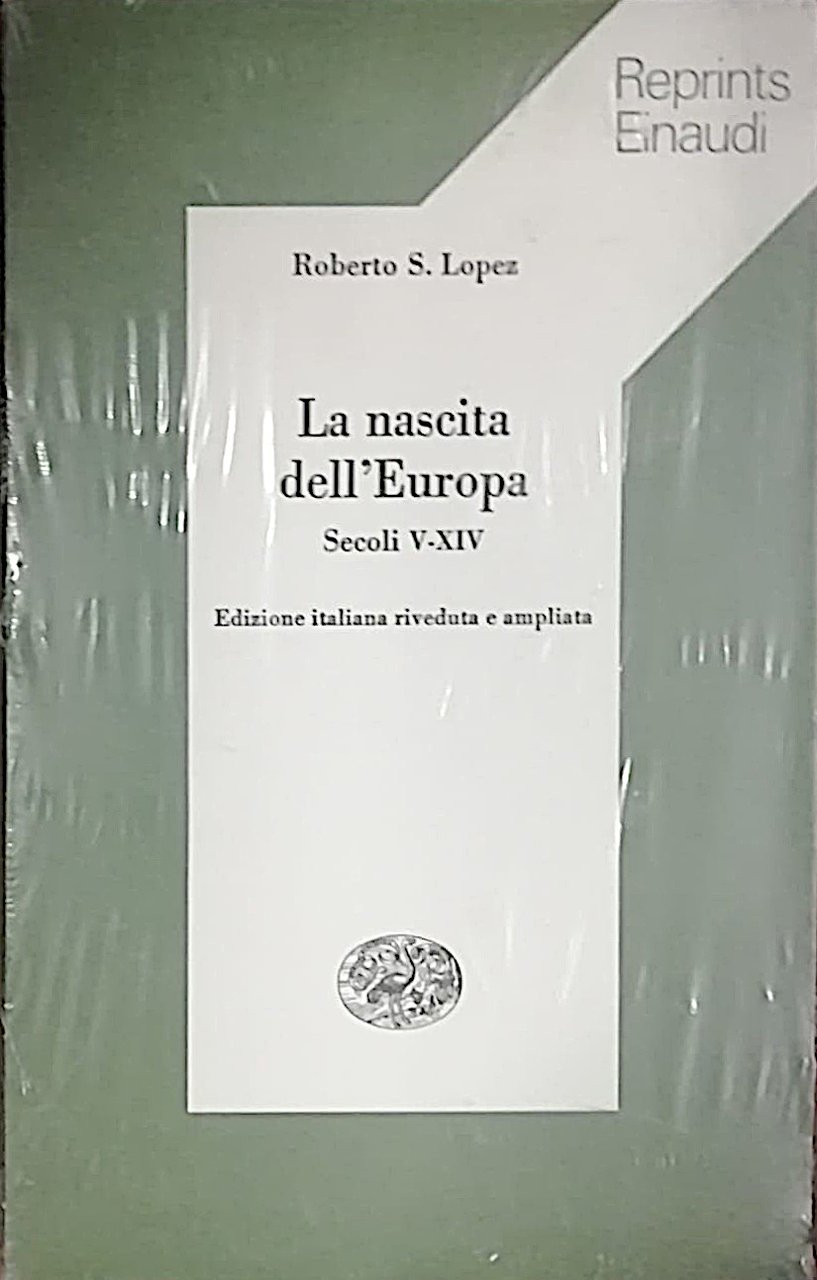 Reprints
Einaudi
Roberto S. Lopez
La nascita
dell'Europa
Secoli V-XIV
Edizione italiana riveduta e ampliata